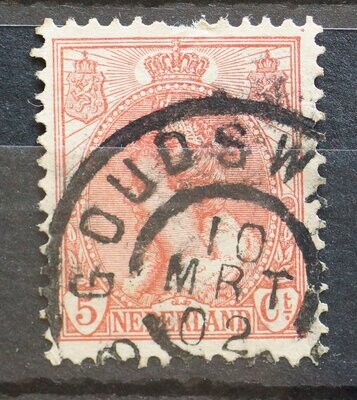 GOUDSW
10
MRT
02
5 Ct.
NEDERLAND